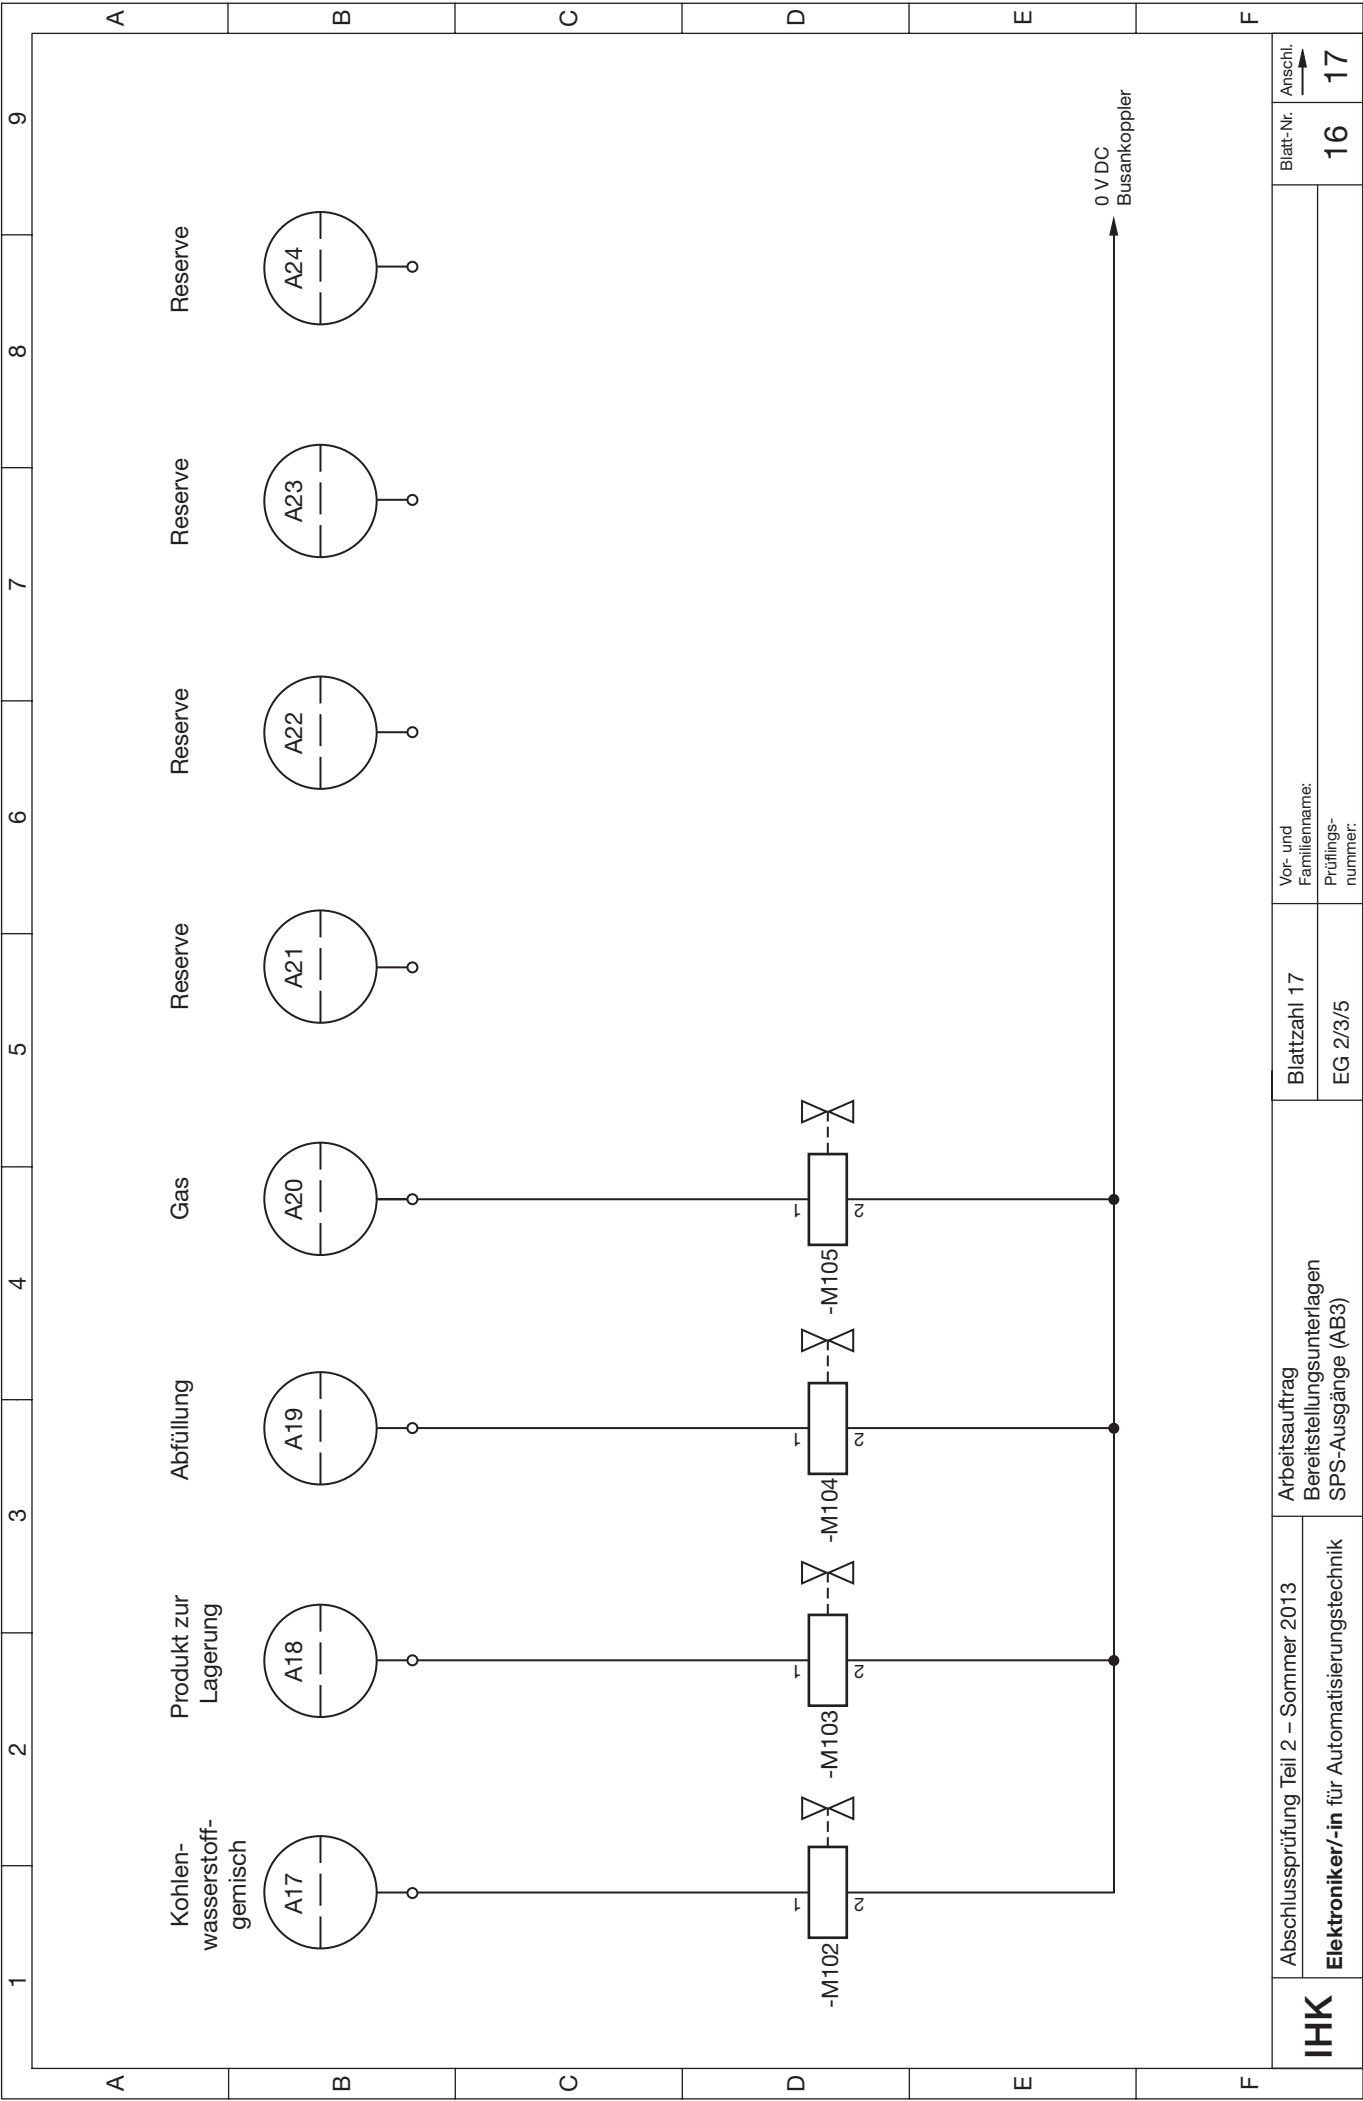 1 2 3 4 5 6 7 8 9
A
A
B
B
C
C
D
D
E
E
F
F
Kohlen-
wasserstoff-
gemisch
Produkt zur
Lagerung
Abfüllung
Gas
Reserve
Reserve
Reserve
Reserve
A17
A18
A19
A20
A21
A22
A23
A24
1
1
1
1
-M102
-M103
-M104
-M105
2
2
2
2
0 V DC
Busankoppler
IHK
Abschlussprüfung Teil 2 – Sommer 2013
Elektroniker/-in für Automatisierungstechnik
Arbeitsauftrag
Bereitstellungsunterlagen
SPS-Ausgänge (AB3)
Blattzahl 17
EG 2/3/5
Vor- und
Familienname:
Prüflings-
nummer:
Blatt-Nr.
16
Anschl.
17